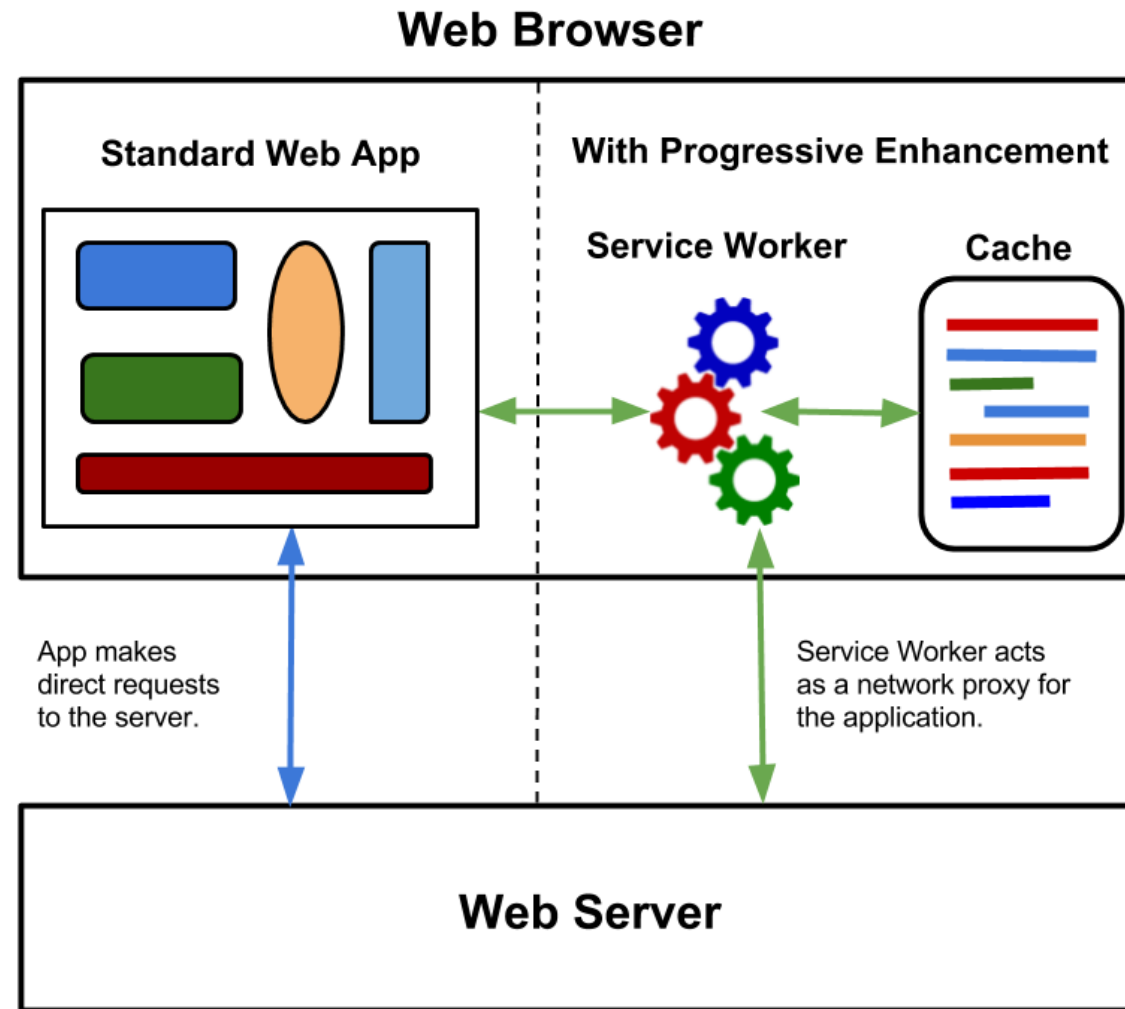 Web Browser
Standard Web App
With Progressive Enhancement
Service Worker
Cache
App makes
direct requests
to the server.
Service Worker acts
as a network proxy for
the application.
Web Server